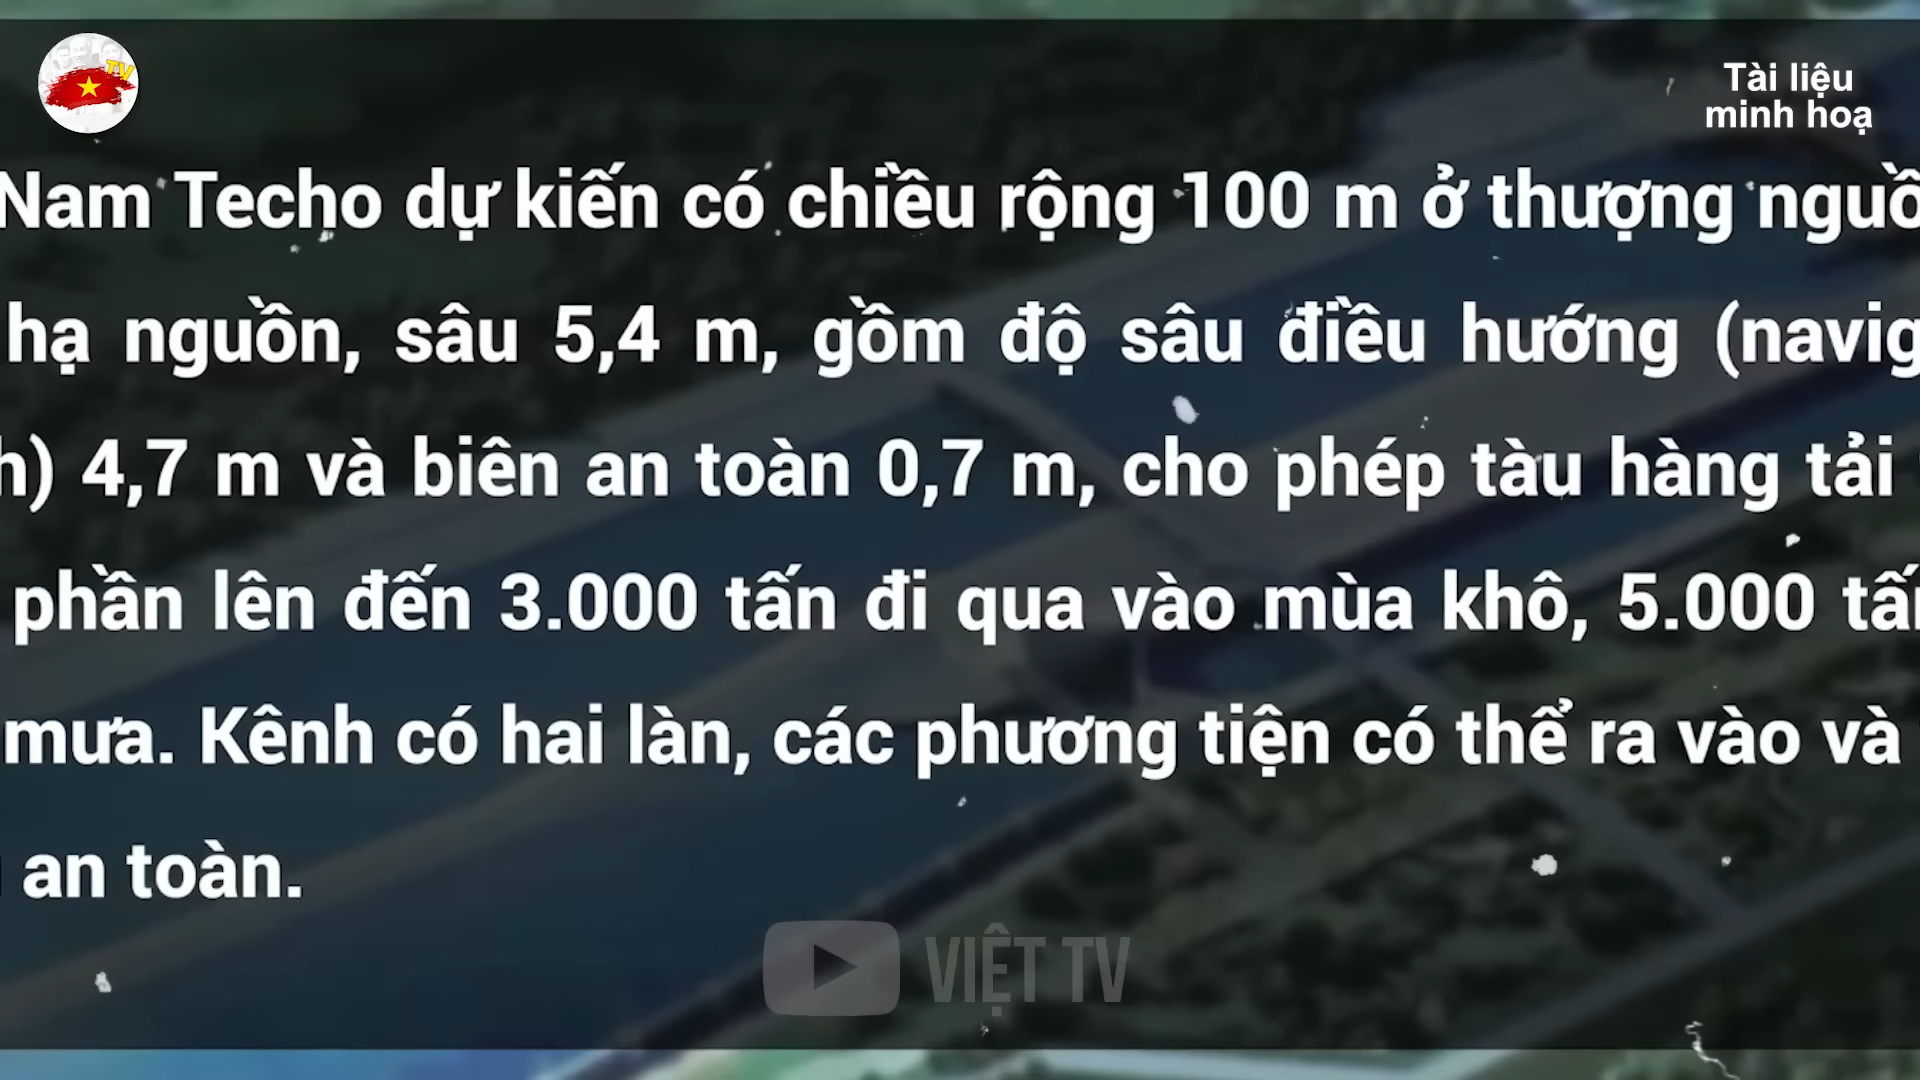 TV
Tài liệu
minh hoạ
Nam Techo dự kiến có chiều rộng 100 m ở thượng nguồ
hạ nguồn, sâu 5,4 m, gồm độ sâu điều hướng (navig
h) 4,7 m và biên an toàn 0,7 m, cho phép tàu hàng tải
phần lên đến 3.000 tấn đi qua vào mùa khô, 5.000 tấn
mưa. Kênh có hai làn, các phương tiện có thể ra vào và
an toàn.
VIỆT TV